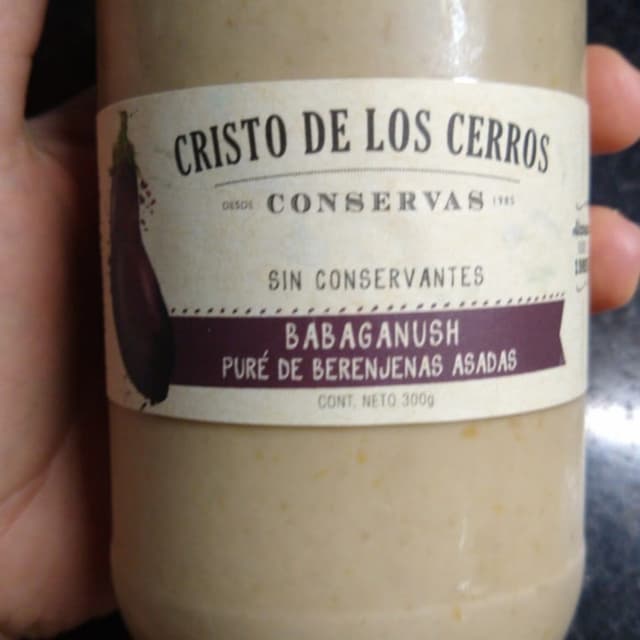 CRISTO DE LOS CERROS
DESDE CONSERVAS 1985
SIN CONSERVANTES
BABAGANUSH
PURÉ DE BERENJENAS ASADAS
CONT. NETO 300g